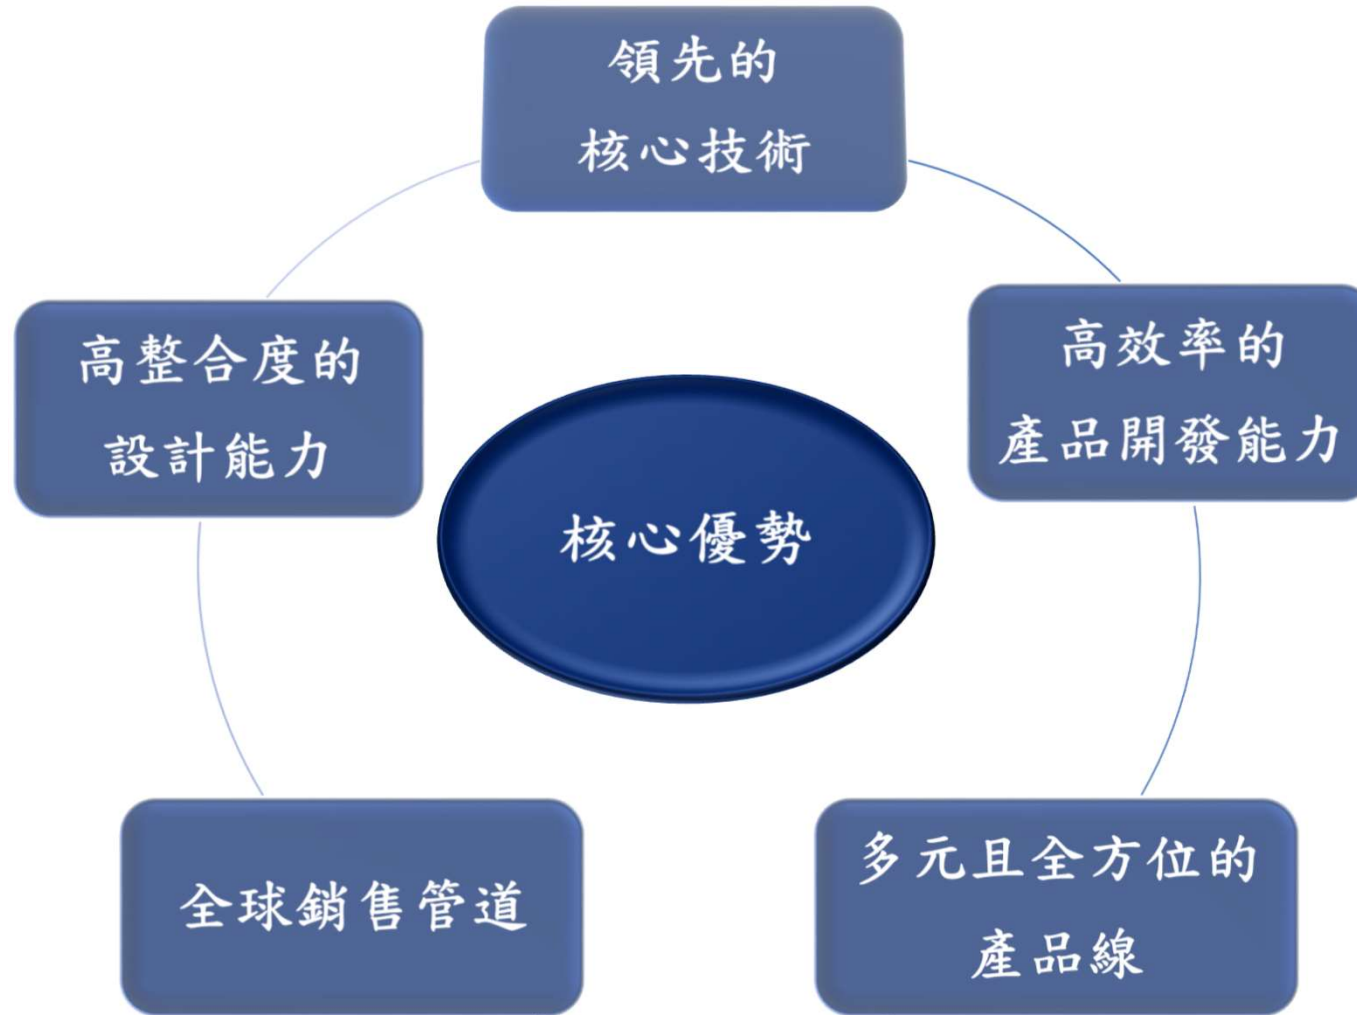 領先的
核心技術
高整合度的
設計能力
高效率的
產品開發能力
核心優勢
全球銷售管道
多元且全方位的
產品線